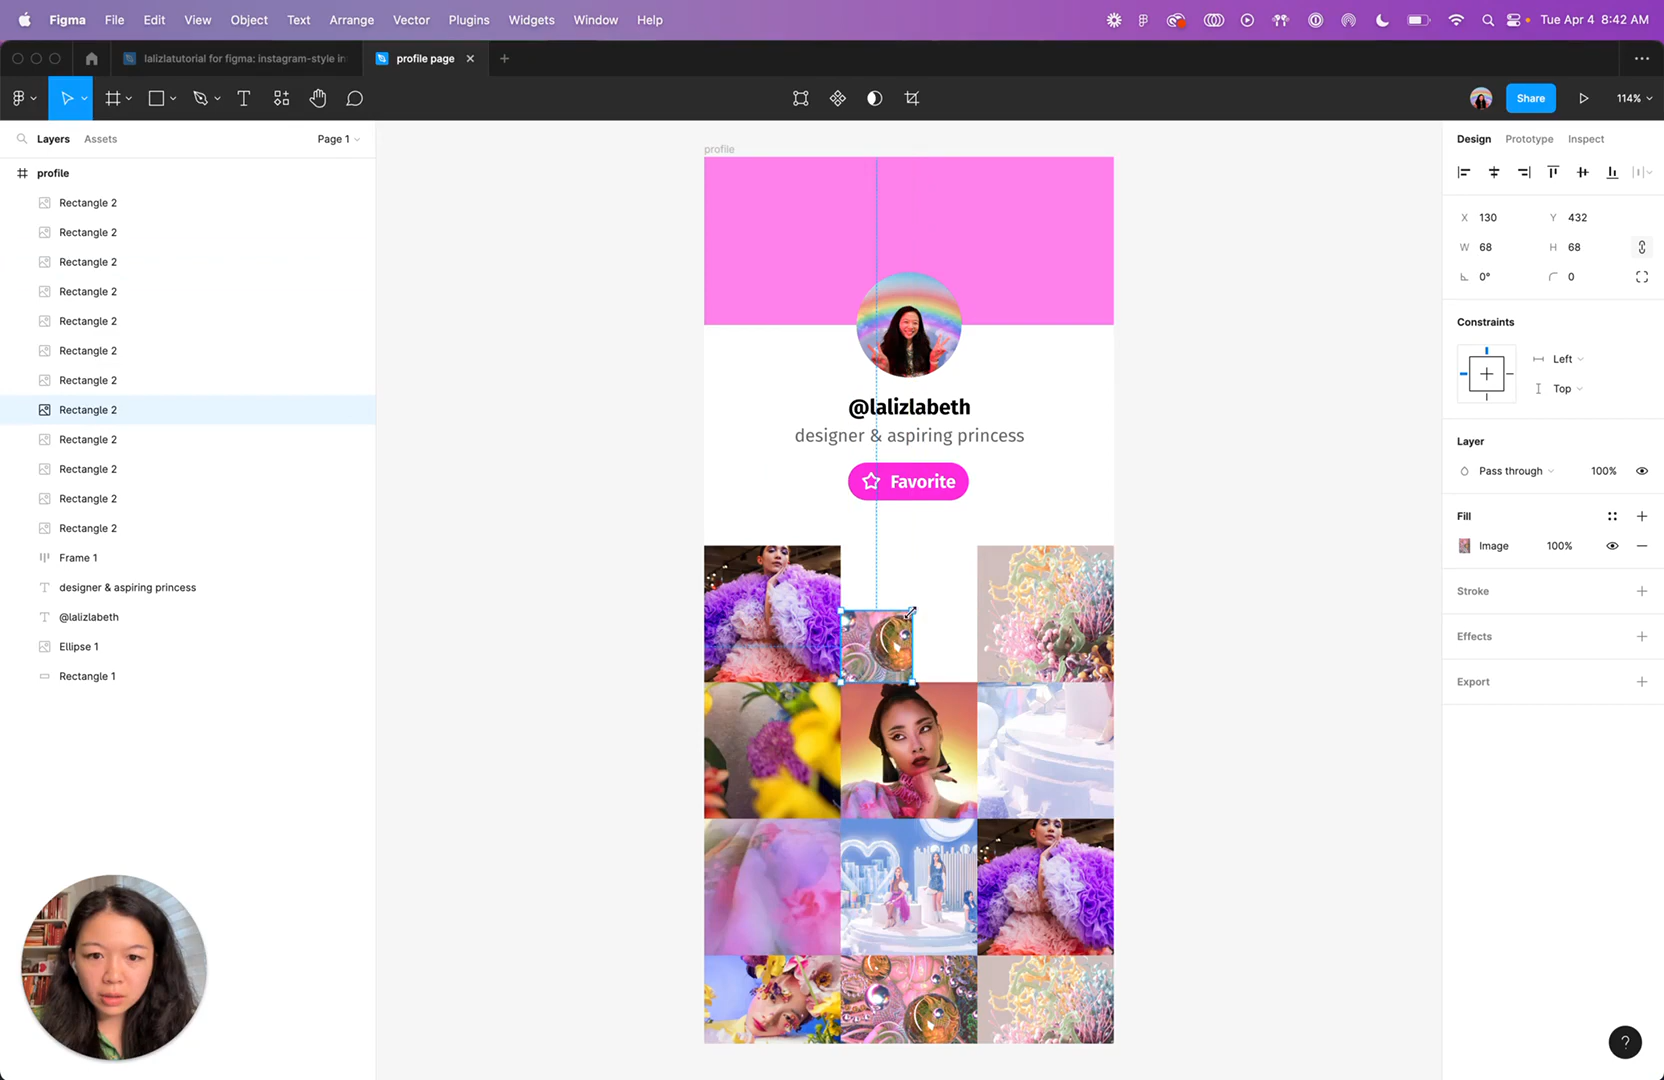 Figma File Edit View Object Text Arrange Vector Plugins Widgets Window Help Tue Apr 4 8:42 AM
lalizlatutorial for figma: instagram-style in
profile page
Share
114%
Layers Assets Page 1
profile
Rectangle 2
Rectangle 2
Rectangle 2
Rectangle 2
Rectangle 2
Rectangle 2
Rectangle 2
Rectangle 2
Rectangle 2
Rectangle 2
Rectangle 2
Rectangle 2
Frame 1
designer & aspiring princess
@lalizlabeth
Ellipse 1
Rectangle 1
profile
@lalizlabeth
designer & aspiring princess
Favorite
Design Prototype Inspect
X 130 Y 432
W 68 H 68
0° 0
Constraints
Left
Top
Layer
Pass through 100%
Fill
Image 100%
Stroke
Effects
Export
?